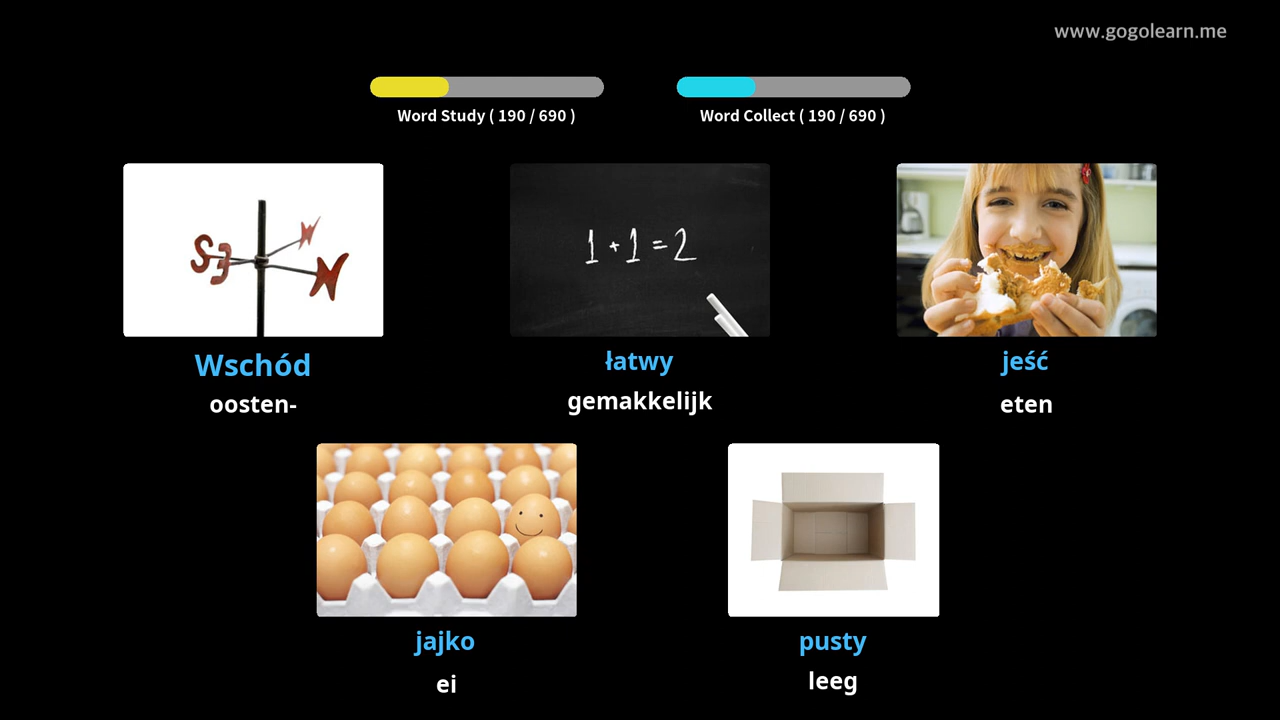 www.gogolearn.me
Word Study ( 190 / 690 )
Word Collect ( 190 / 690 )
S E N W
1 + 1 = 2
Wschód
oosten-
łatwy
gemakkelijk
jeść
eten
jajko
ei
pusty
leeg